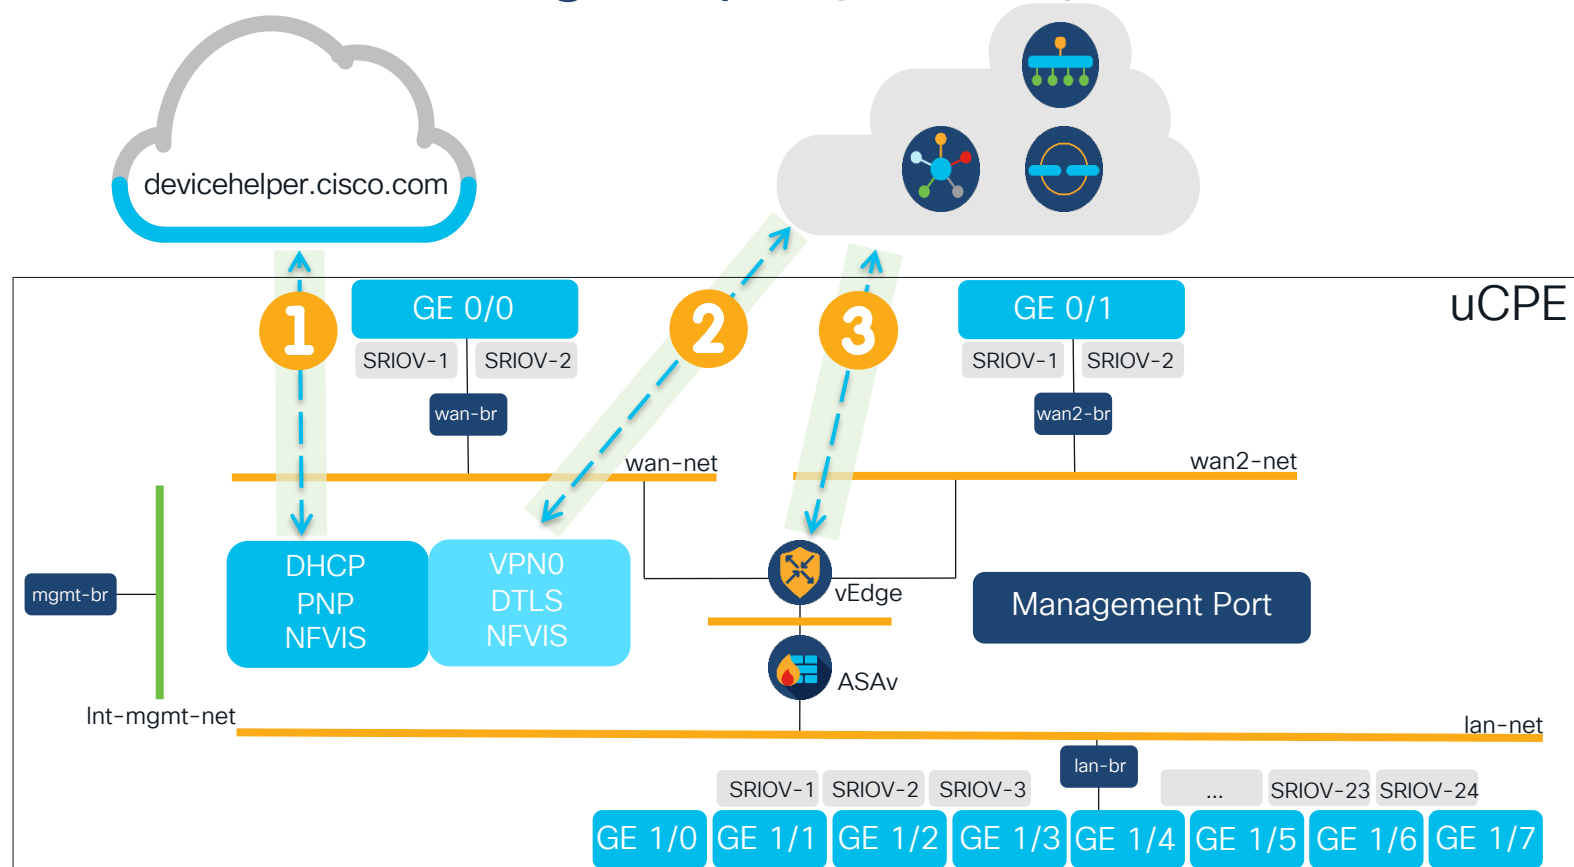 devicehelper.cisco.com
uCPE
1
GE 0/0
2
3
GE 0/1
SRIOV-1
SRIOV-2
SRIOV-1
SRIOV-2
wan-br
wan2-br
wan-net
wan2-net
DHCP
PNP
NFVIS
VPN0
DTLS
NFVIS
mgmt-br
vEdge
Management Port
ASAv
Int-mgmt-net
lan-net
lan-br
SRIOV-1
SRIOV-2
SRIOV-3
...
SRIOV-23
SRIOV-24
GE 1/0
GE 1/1
GE 1/2
GE 1/3
GE 1/4
GE 1/5
GE 1/6
GE 1/7